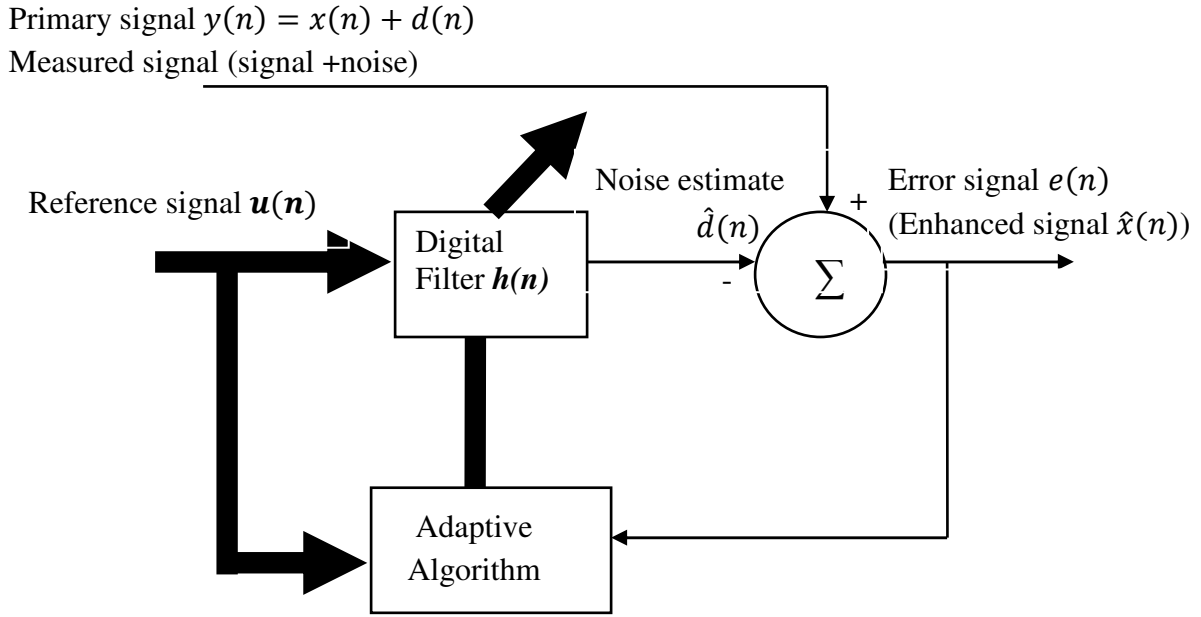 Primary signal 𝑦(𝑛) = 𝑥(𝑛) + 𝑑(𝑛)
Measured signal (signal +noise)
Reference signal 𝒖(𝒏)
Noise estimate
𝑑̂(𝑛)
+
-
Error signal 𝑒(𝑛)
(Enhanced signal 𝑥̂(𝑛))
Digital
Filter h(n)
∑
Adaptive
Algorithm